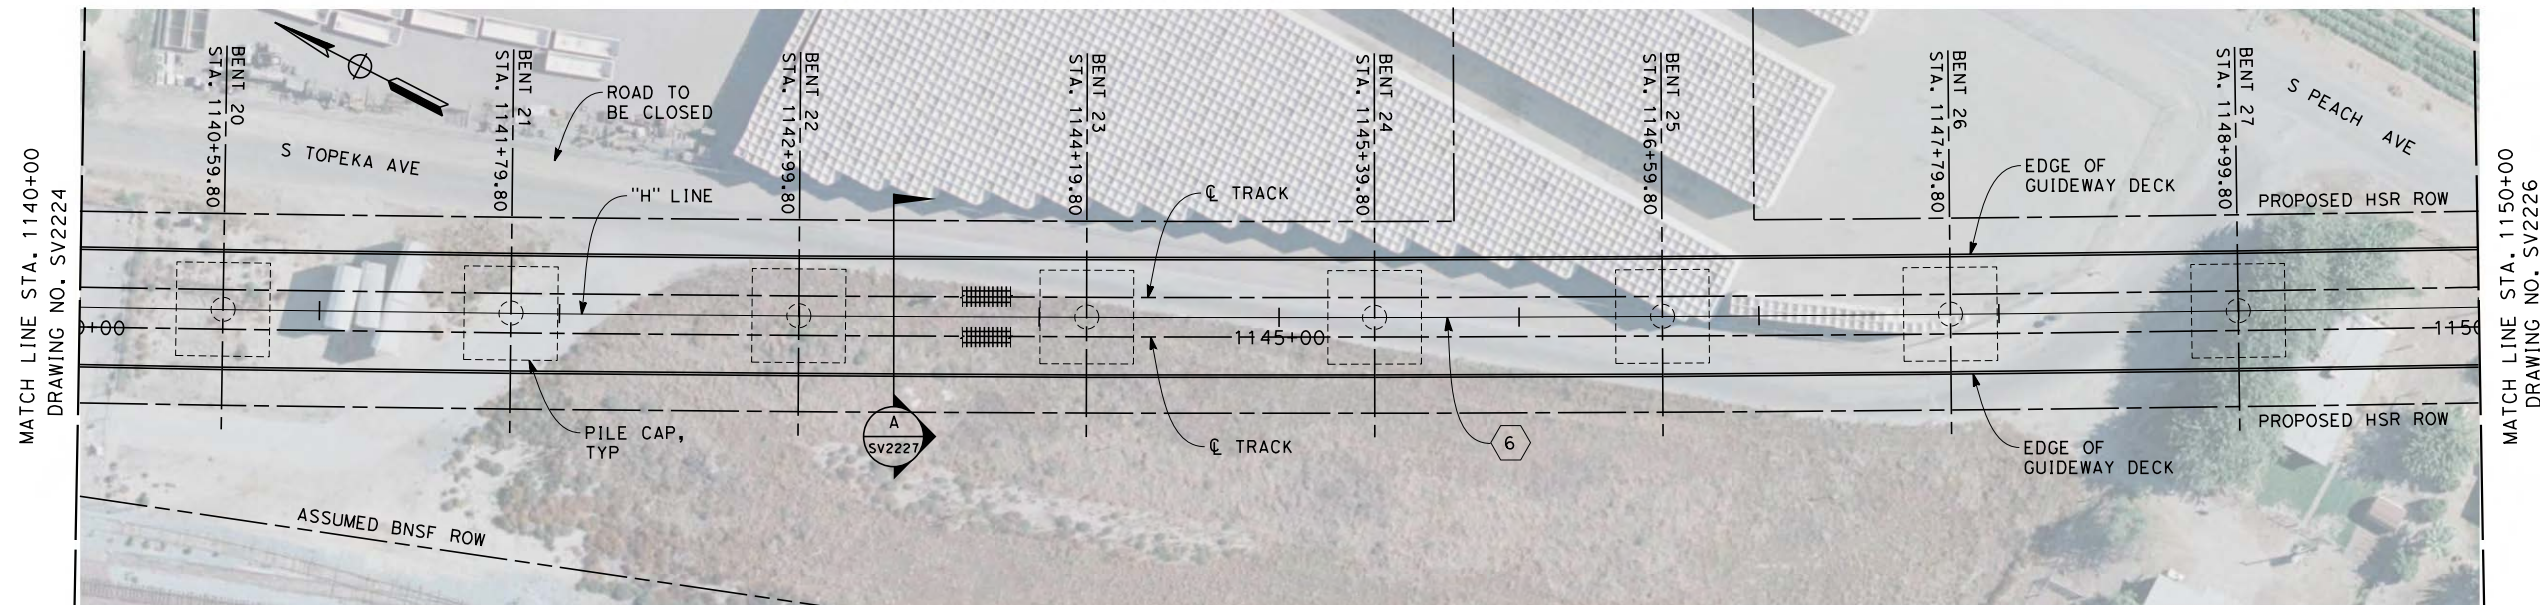 MATCH LINE STA. 1140+00
DRAWING NO. SV2224
BENT 20
STA. 1140+59.80
BENT 21
STA. 1141+79.80
BENT 22
STA. 1142+99.80
BENT 23
STA. 1144+19.80
BENT 24
STA. 1145+39.80
BENT 25
STA. 1146+59.80
BENT 26
STA. 1147+79.80
BENT 27
STA. 1148+99.80
S PEACH AVE
ROAD TO
BE CLOSED
S TOPEKA AVE
"H" LINE
℄ TRACK
EDGE OF
GUIDEWAY DECK
PROPOSED HSR ROW
0+00
1145+00
1150
PILE CAP,
TYP
A
SV2227
℄ TRACK
6
EDGE OF
GUIDEWAY DECK
PROPOSED HSR ROW
ASSUMED BNSF ROW
MATCH LINE STA. 1150+00
DRAWING NO. SV2226